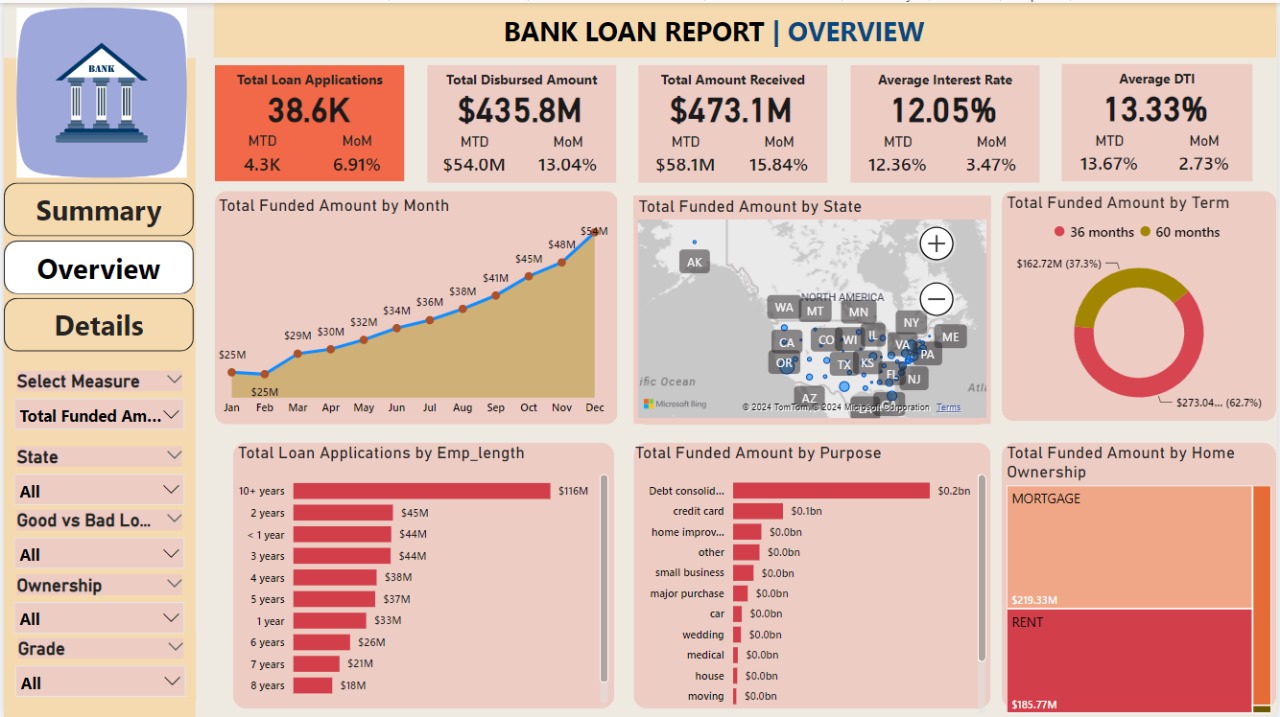 BANK
BANK LOAN REPORT | OVERVIEW
Total Loan Applications
38.6K
MTD MoM
4.3K 6.91%
Total Disbursed Amount
$435.8M
MTD MoM
$54.0M 13.04%
Total Amount Received
$473.1M
MTD MoM
$58.1M 15.84%
Average Interest Rate
12.05%
MTD MoM
12.36% 3.47%
Average DTI
13.33%
MTD MoM
13.67% 2.73%
Summary
Overview
Details
Select Measure
Total Funded Am...
State
All
Good vs Bad Lo...
All
Ownership
All
Grade
All
Total Funded Amount by Month
$25M
$25M
$29M
$30M
$32M
$34M
$36M
$38M
$41M
$45M
$48M
$54M
Jan Feb Mar Apr May Jun Jul Aug Sep Oct Nov Dec
Total Funded Amount by State
AK
NORTH AMERICA
WA MT MN
NY
ME
CA CO WI IL VA PA
OR TX KS FL NJ
AZ
ific Ocean
Atl
Microsoft Bing
© 2024 TomTom, © 2024 Microsoft Corporation Terms
Total Funded Amount by Term
36 months 60 months
$162.72M (37.3%)
$273.04... (62.7%)
Total Loan Applications by Emp_length
10+ years $116M
2 years $45M
< 1 year $44M
3 years $44M
4 years $38M
5 years $37M
1 year $33M
6 years $26M
7 years $21M
8 years $18M
Total Funded Amount by Purpose
Debt consolid... $0.2bn
credit card $0.1bn
home improv... $0.0bn
other $0.0bn
small business $0.0bn
major purchase $0.0bn
car $0.0bn
wedding $0.0bn
medical $0.0bn
house $0.0bn
moving $0.0bn
Total Funded Amount by Home
Ownership
MORTGAGE
$219.33M
RENT
$185.77M